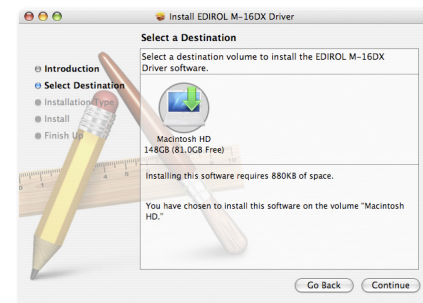 Install EDIROL M-16DX Driver
Select a Destination
Introduction
Select Destination
Installation Type
Install
Finish Up
Select a destination volume to install the EDIROL M-16DX
Driver software.
Macintosh HD
148GB (81.0GB Free)
Installing this software requires 880KB of space.
You have chosen to install this software on the volume "Macintosh
HD."
Go Back
Continue